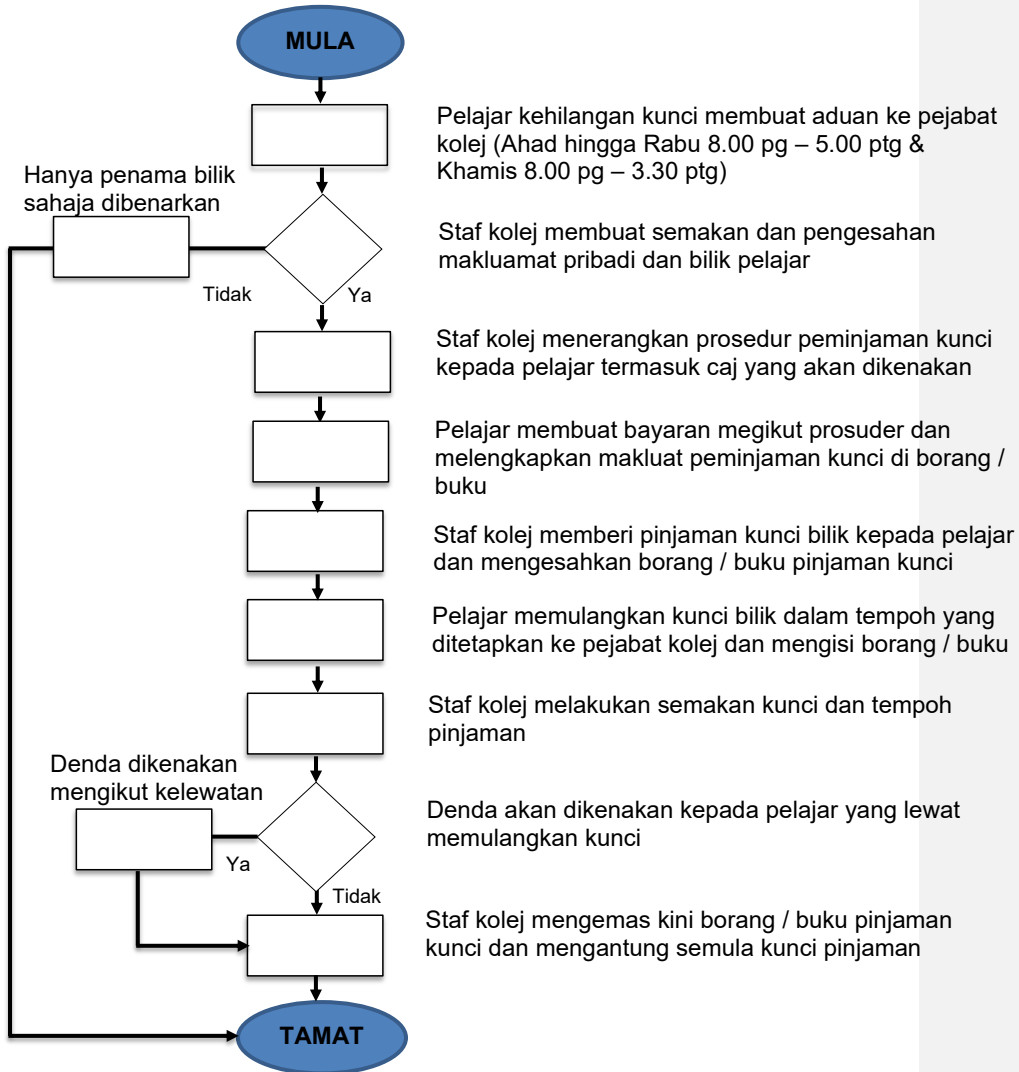 MULA
Pelajar kehilangan kunci membuat aduan ke pejabat
kolej (Ahad hingga Rabu 8.00 pg – 5.00 ptg &
Khamis 8.00 pg – 3.30 ptg)
Hanya penama bilik
sahaja dibenarkan
Staf kolej membuat semakan dan pengesahan
makluamat pribadi dan bilik pelajar
Tidak
Ya
Staf kolej menerangkan prosedur peminjaman kunci
kepada pelajar termasuk caj yang akan dikenakan
Pelajar membuat bayaran megikut prosuder dan
melengkapkan makluat peminjaman kunci di borang /
buku
Staf kolej memberi pinjaman kunci bilik kepada pelajar
dan mengesahkan borang / buku pinjaman kunci
Pelajar memulangkan kunci bilik dalam tempoh yang
ditetapkan ke pejabat kolej dan mengisi borang / buku
Staf kolej melakukan semakan kunci dan tempoh
pinjaman
Denda dikenakan
mengikut kelewatan
Denda akan dikenakan kepada pelajar yang lewat
memulangkan kunci
Ya
Tidak
Staf kolej mengemas kini borang / buku pinjaman
kunci dan mengantung semula kunci pinjaman
TAMAT